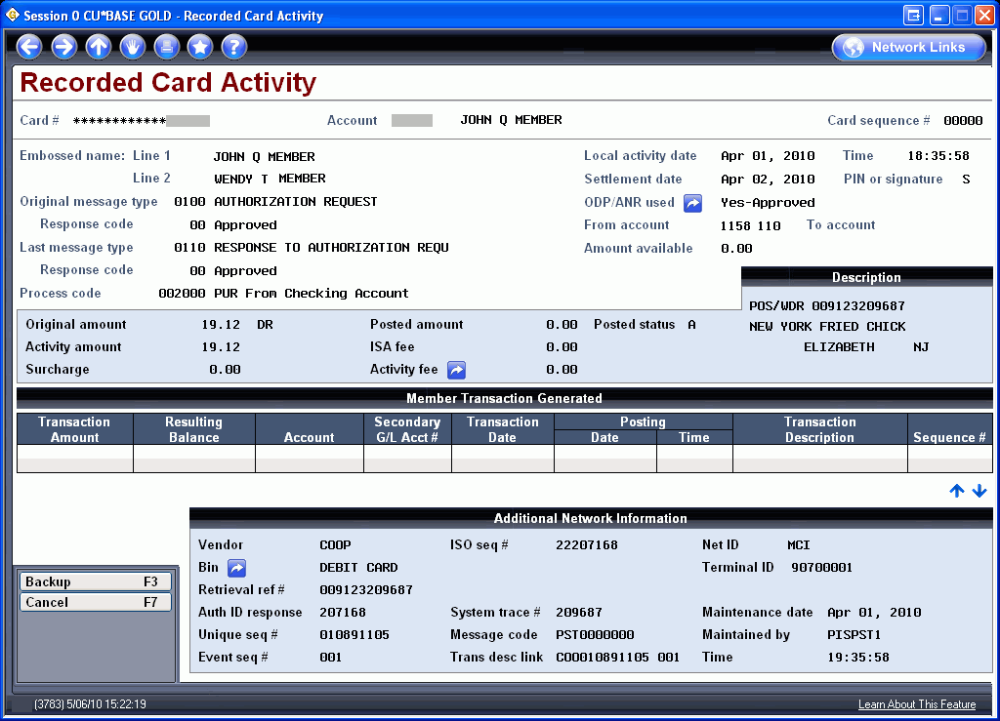 Session 0 CU*BASE GOLD - Recorded Card Activity
Network Links
Recorded Card Activity
Card # ************ Account JOHN Q MEMBER Card sequence # 00000
Embossed name: Line 1 JOHN Q MEMBER Local activity date Apr 01, 2010 Time 18:35:58
Line 2 WENDY T MEMBER Settlement date Apr 02, 2010 PIN or signature S
Original message type 0100 AUTHORIZATION REQUEST ODP/ANR used Yes-Approved
Response code 00 Approved From account 1158 110 To account
Last message type 0110 RESPONSE TO AUTHORIZATION REQU Amount available 0.00
Response code 00 Approved
Process code 002000 PUR From Checking Account
Description
POS/WDR 009123209687
NEW YORK FRIED CHICK
ELIZABETH NJ
Original amount 19.12 DR Posted amount 0.00 Posted status A
Activity amount 19.12 ISA fee 0.00
Surcharge 0.00 Activity fee 0.00
Member Transaction Generated
Transaction Amount Resulting Balance Account Secondary G/L Acct # Transaction Date Posting Date Time Transaction Description Sequence #
Additional Network Information
Vendor COOP ISO seq # 22207168 Net ID MCI
Bin DEBIT CARD Terminal ID 90700001
Retrieval ref # 009123209687
Auth ID response 207168 System trace # 209687 Maintenance date Apr 01, 2010
Unique seq # 010891105 Message code PST0000000 Maintained by PISPST1
Event seq # 001 Trans desc link COO010891105 001 Time 19:35:58
Backup F3
Cancel F7
(3783) 5/06/10 15:22:19
Learn About This Feature